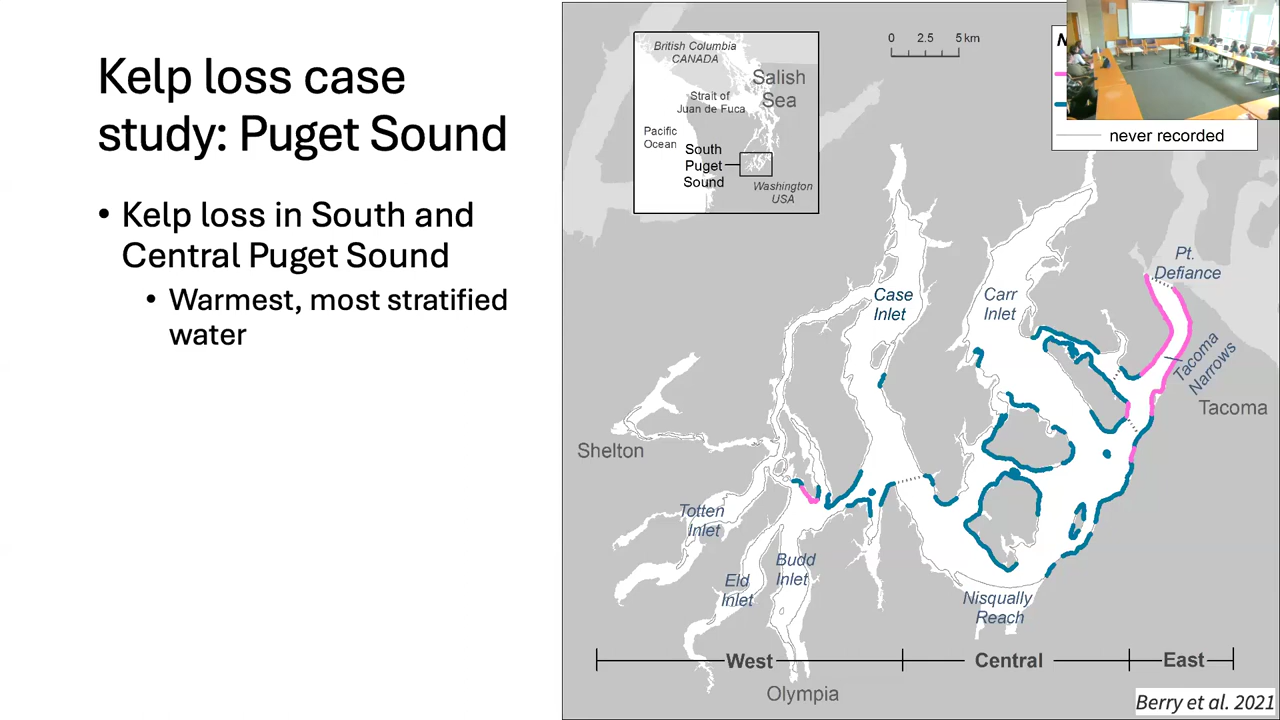 Kelp loss case
study: Puget Sound
• Kelp loss in South and
Central Puget Sound
• Warmest, most stratified
water
British Columbia
CANADA
Salish
Sea
Strait of
Juan de Fuca
Pacific
Ocean
South
Puget
Sound
Washington
USA
0 2.5 5 km
never recorded
Pt.
Defiance
Case
Inlet
Carr
Inlet
Tacoma
Narrows
Tacoma
Shelton
Totten
Inlet
Eld
Inlet
Budd
Inlet
Nisqually
Reach
West
Central
East
Olympia
Berry et al. 2021